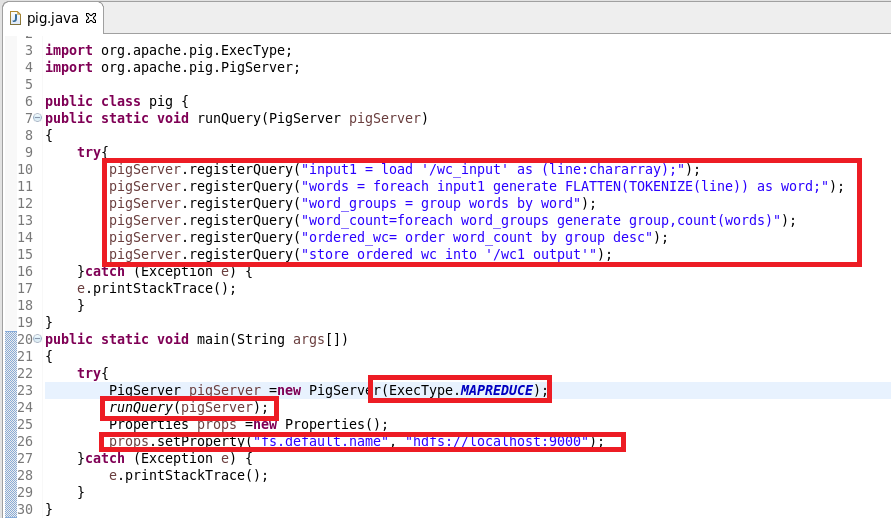 pig.java
2
3 import org.apache.pig.ExecType;
4 import org.apache.pig.PigServer;
5
6 public class pig {
7 public static void runQuery(PigServer pigServer)
8 {
9 try{
10 pigServer.registerQuery("input1 = load '/wc_input' as (line:chararray);");
11 pigServer.registerQuery("words = foreach input1 generate FLATTEN(TOKENIZE(line)) as word;");
12 pigServer.registerQuery("word_groups = group words by word");
13 pigServer.registerQuery("word_count=foreach word_groups generate group,count(words)");
14 pigServer.registerQuery("ordered_wc= order word_count by group desc");
15 pigServer.registerQuery("store ordered_wc into '/wc1_output'");
16 }catch (Exception e) {
17 e.printStackTrace();
18 }
19 }
20 public static void main(String args[])
21 {
22 try{
23 PigServer pigServer =new PigServer(ExecType.MAPREDUCE);
24 runQuery(pigServer);
25 Properties props =new Properties();
26 props.setProperty("fs.default.name", "hdfs://localhost:9000");
27 }catch (Exception e) {
28 e.printStackTrace();
29 }
30 }